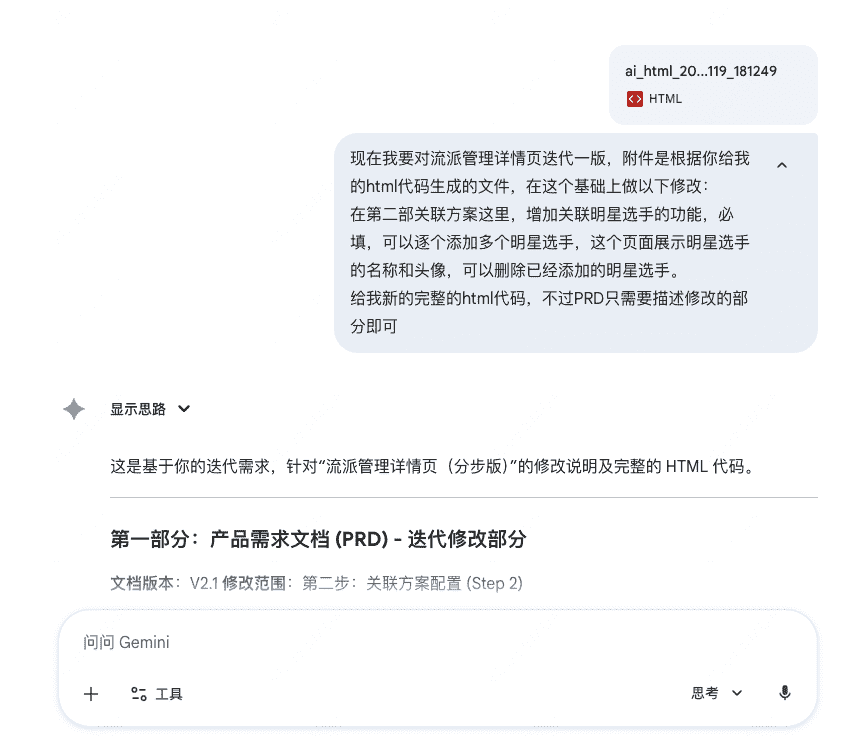 ai_html_20...119_181249
HTML
现在我要对流派管理详情页迭代一版，附件是根据你给我
的html代码生成的文件，在这个基础上做以下修改：
在第二部关联方案这里，增加关联明星选手的功能，必
填，可以逐个添加多个明星选手，这个页面展示明星选手
的名称和头像，可以删除已经添加的明星选手。
给我新的完整的html代码，不过PRD只需要描述修改的部
分即可
显示思路
这是基于你的迭代需求，针对“流派管理详情页（分步版）”的修改说明及完整的 HTML 代码。
第一部分：产品需求文档 (PRD) - 迭代修改部分
文档版本：V2.1 修改范围：第二步：关联方案配置 (Step 2)
问问 Gemini
工具
思考